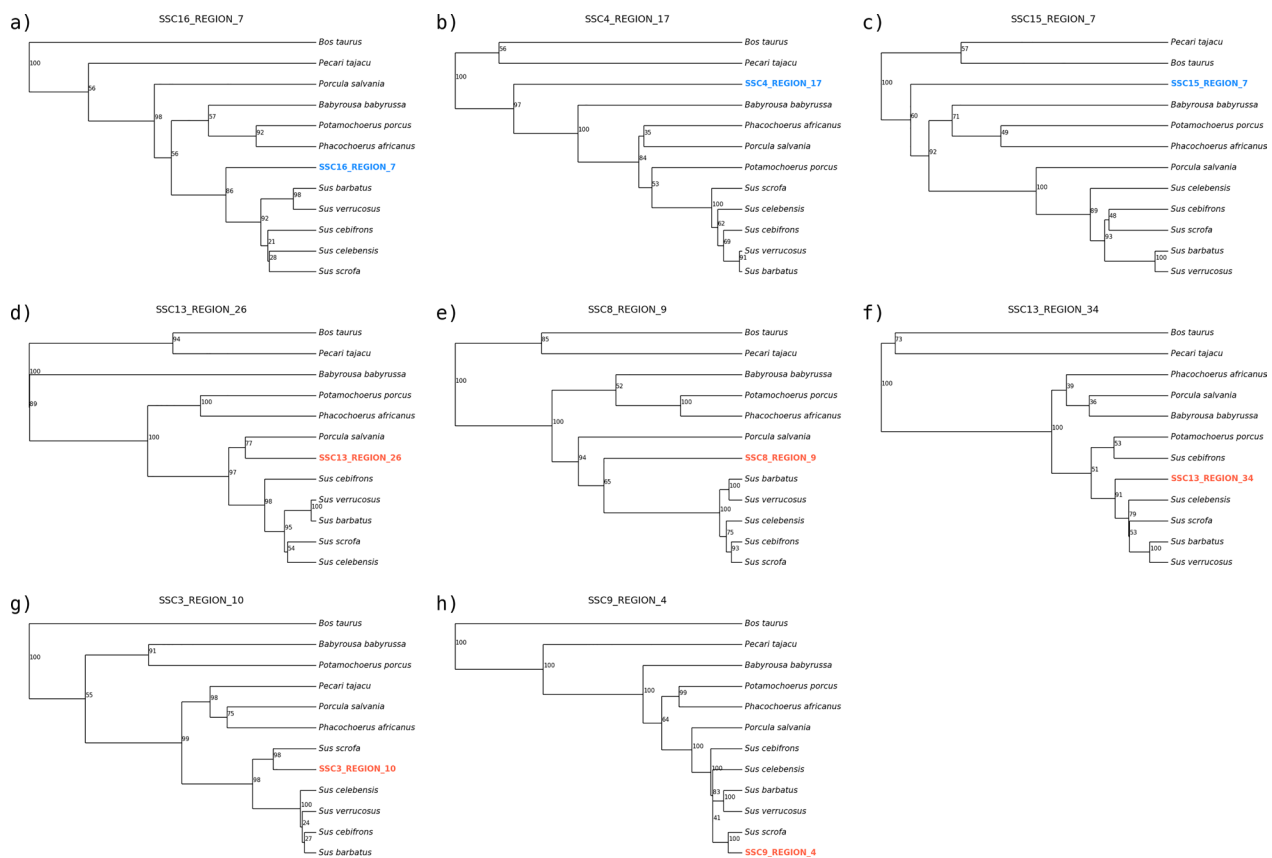 a)
SSC16_REGION_7
Bos taurus
100
Pecari tajacu
56
Porcula salvania
98
Babyrousa babyrussa
57
Potamochoerus porcus
92
Phacochoerus africanus
56
SSC16_REGION_7
86
Sus barbatus
98
Sus verrucosus
92
Sus cebifrons
21
Sus celebensis
28
Sus scrofa
b)
SSC4_REGION_17
Bos taurus
56
Pecari tajacu
100
SSC4_REGION_17
97
Babyrousa babyrussa
100
Phacochoerus africanus
35
Porcula salvania
84
Potamochoerus porcus
53
Sus scrofa
100
Sus celebensis
62
Sus cebifrons
69
Sus verrucosus
91
Sus barbatus
c)
SSC15_REGION_7
Pecari tajacu
57
Bos taurus
100
SSC15_REGION_7
60
Babyrousa babyrussa
71
Potamochoerus porcus
49
Phacochoerus africanus
92
Porcula salvania
100
Sus celebensis
89
Sus cebifrons
48
Sus scrofa
93
Sus barbatus
100
Sus verrucosus
d)
SSC13_REGION_26
Bos taurus
94
Pecari tajacu
100
Babyrousa babyrussa
89
Potamochoerus porcus
100
Phacochoerus africanus
100
Porcula salvania
77
SSC13_REGION_26
97
Sus cebifrons
98
Sus verrucosus
100
Sus barbatus
95
Sus scrofa
54
Sus celebensis
e)
SSC8_REGION_9
Bos taurus
85
Pecari tajacu
100
Babyrousa babyrussa
52
Potamochoerus porcus
100
Phacochoerus africanus
100
Porcula salvania
94
SSC8_REGION_9
65
Sus barbatus
100
Sus verrucosus
100
Sus celebensis
75
Sus cebifrons
93
Sus scrofa
f)
SSC13_REGION_34
Bos taurus
73
Pecari tajacu
100
Phacochoerus africanus
39
Porcula salvania
36
Babyrousa babyrussa
100
Potamochoerus porcus
53
Sus cebifrons
51
SSC13_REGION_34
91
Sus celebensis
79
Sus scrofa
53
Sus barbatus
100
Sus verrucosus
g)
SSC3_REGION_10
Bos taurus
100
Babyrousa babyrussa
91
Potamochoerus porcus
55
Pecari tajacu
98
Porcula salvania
75
Phacochoerus africanus
99
Sus scrofa
98
SSC3_REGION_10
98
Sus celebensis
100
Sus verrucosus
24
Sus cebifrons
27
Sus barbatus
h)
SSC9_REGION_4
Bos taurus
100
Pecari tajacu
100
Babyrousa babyrussa
100
Potamochoerus porcus
99
Phacochoerus africanus
64
Porcula salvania
100
Sus cebifrons
100
Sus celebensis
83
Sus barbatus
100
Sus verrucosus
41
Sus scrofa
100
SSC9_REGION_4